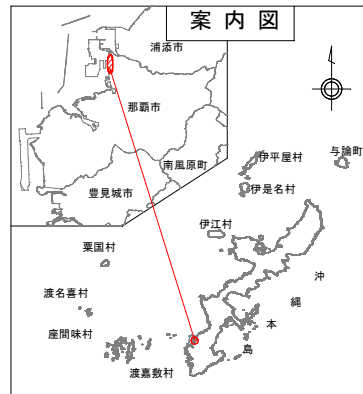 案内図
浦添市
那覇市
南風原町
豊見城市
与論町
伊平屋村
伊是名村
伊江村
粟国村
渡名喜村
座間味村
渡嘉敷村
沖縄本島